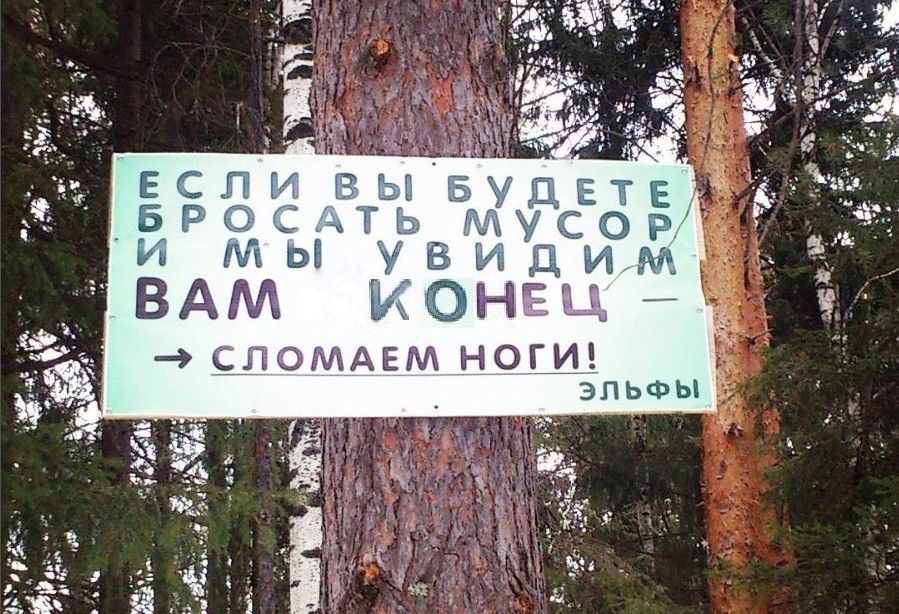 ЕСЛИ ВЫ БУДЕТЕ
БРОСАТЬ МУСОР
И МЫ УВИДИМ
ВАМ КОНЕЦ –
→ СЛОМАЕМ НОГИ!
ЭЛЬФЫ